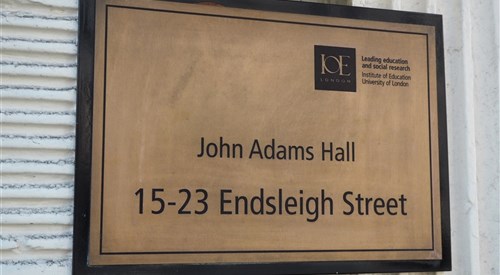 IOE
LONDON
Leading education
and social research
Institute of Education
University of London
John Adams Hall
15-23 Endsleigh Street